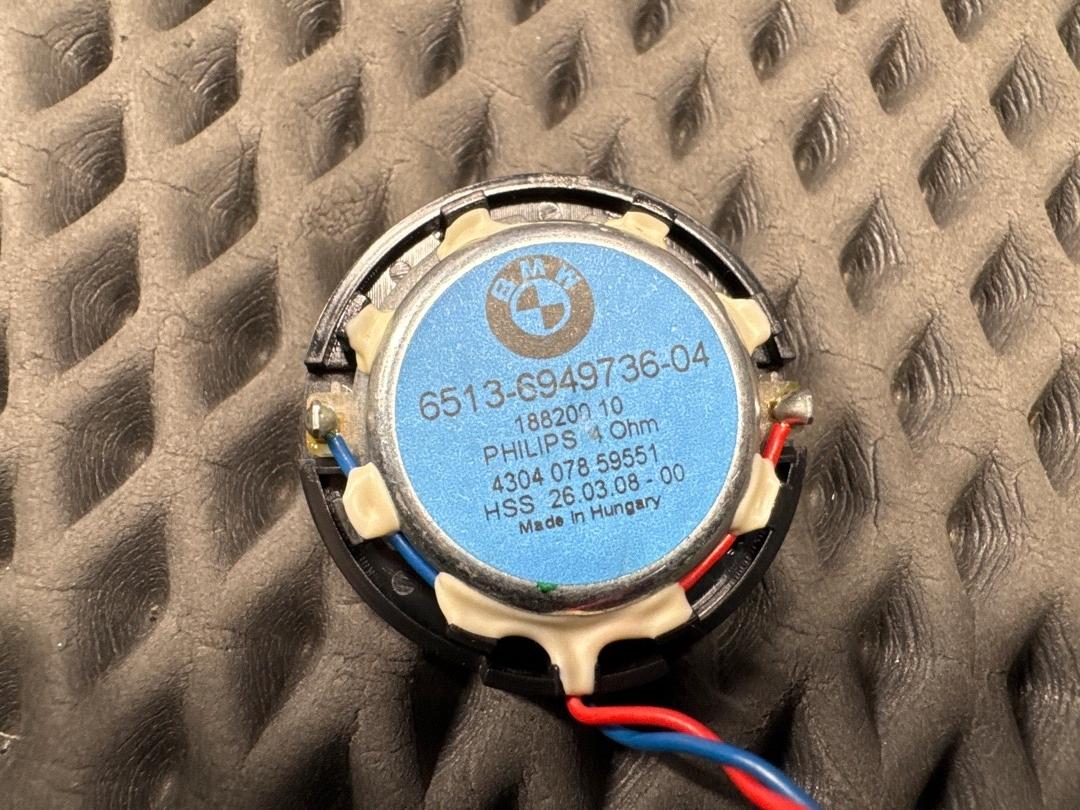 BMW
6513-6949736-04
188200 10
PHILIPS 4 Ohm
4304 078 59551
HSS 26.03.08 - 00
Made in Hungary